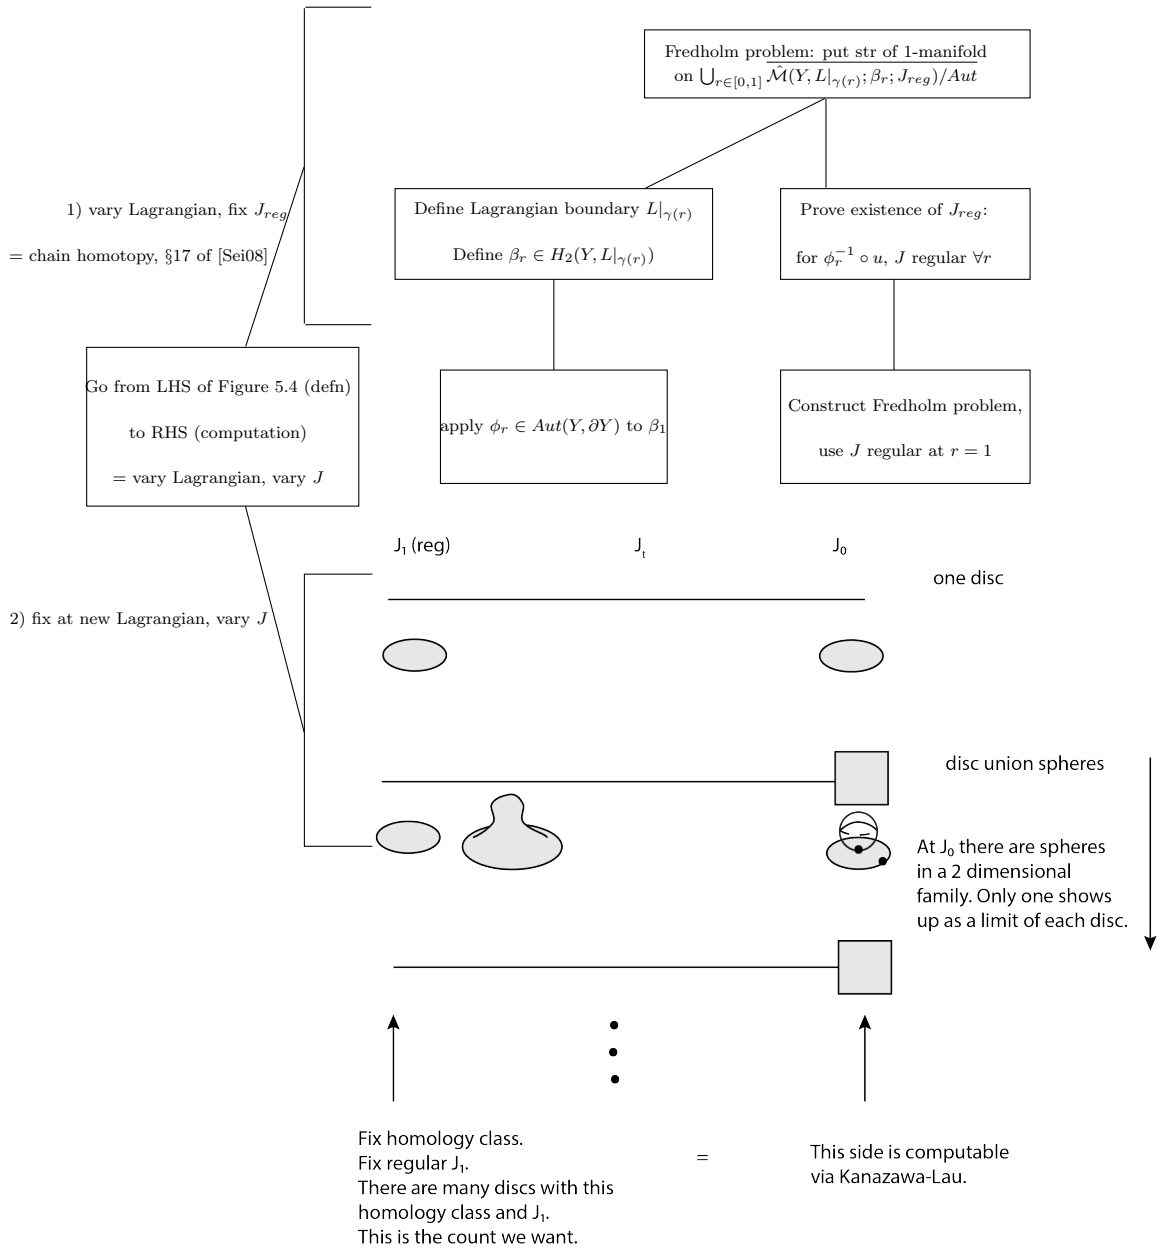 Fredholm problem: put str of 1-manifold
on ⋃_{r∈[0,1]} \overline{\hat{ℳ}(Y, L|_{γ(r)}; β_r; J_{reg})/Aut}
1) vary Lagrangian, fix J_{reg}
= chain homotopy, §17 of [Sei08]
Define Lagrangian boundary L|_{γ(r)}
Define β_r ∈ H_2(Y, L|_{γ(r)})
Prove existence of J_{reg}:
for φ_r^{-1} ∘ u, J regular ∀r
Go from LHS of Figure 5.4 (defn)
to RHS (computation)
= vary Lagrangian, vary J
apply φ_r ∈ Aut(Y, ∂Y) to β_1
Construct Fredholm problem,
use J regular at r = 1
J₁ (reg)
J_t
J₀
one disc
2) fix at new Lagrangian, vary J
disc union spheres
At J₀ there are spheres
in a 2 dimensional
family. Only one shows
up as a limit of each disc.
Fix homology class.
Fix regular J₁.
There are many discs with this
homology class and J₁.
This is the count we want.
=
This side is computable
via Kanazawa-Lau.